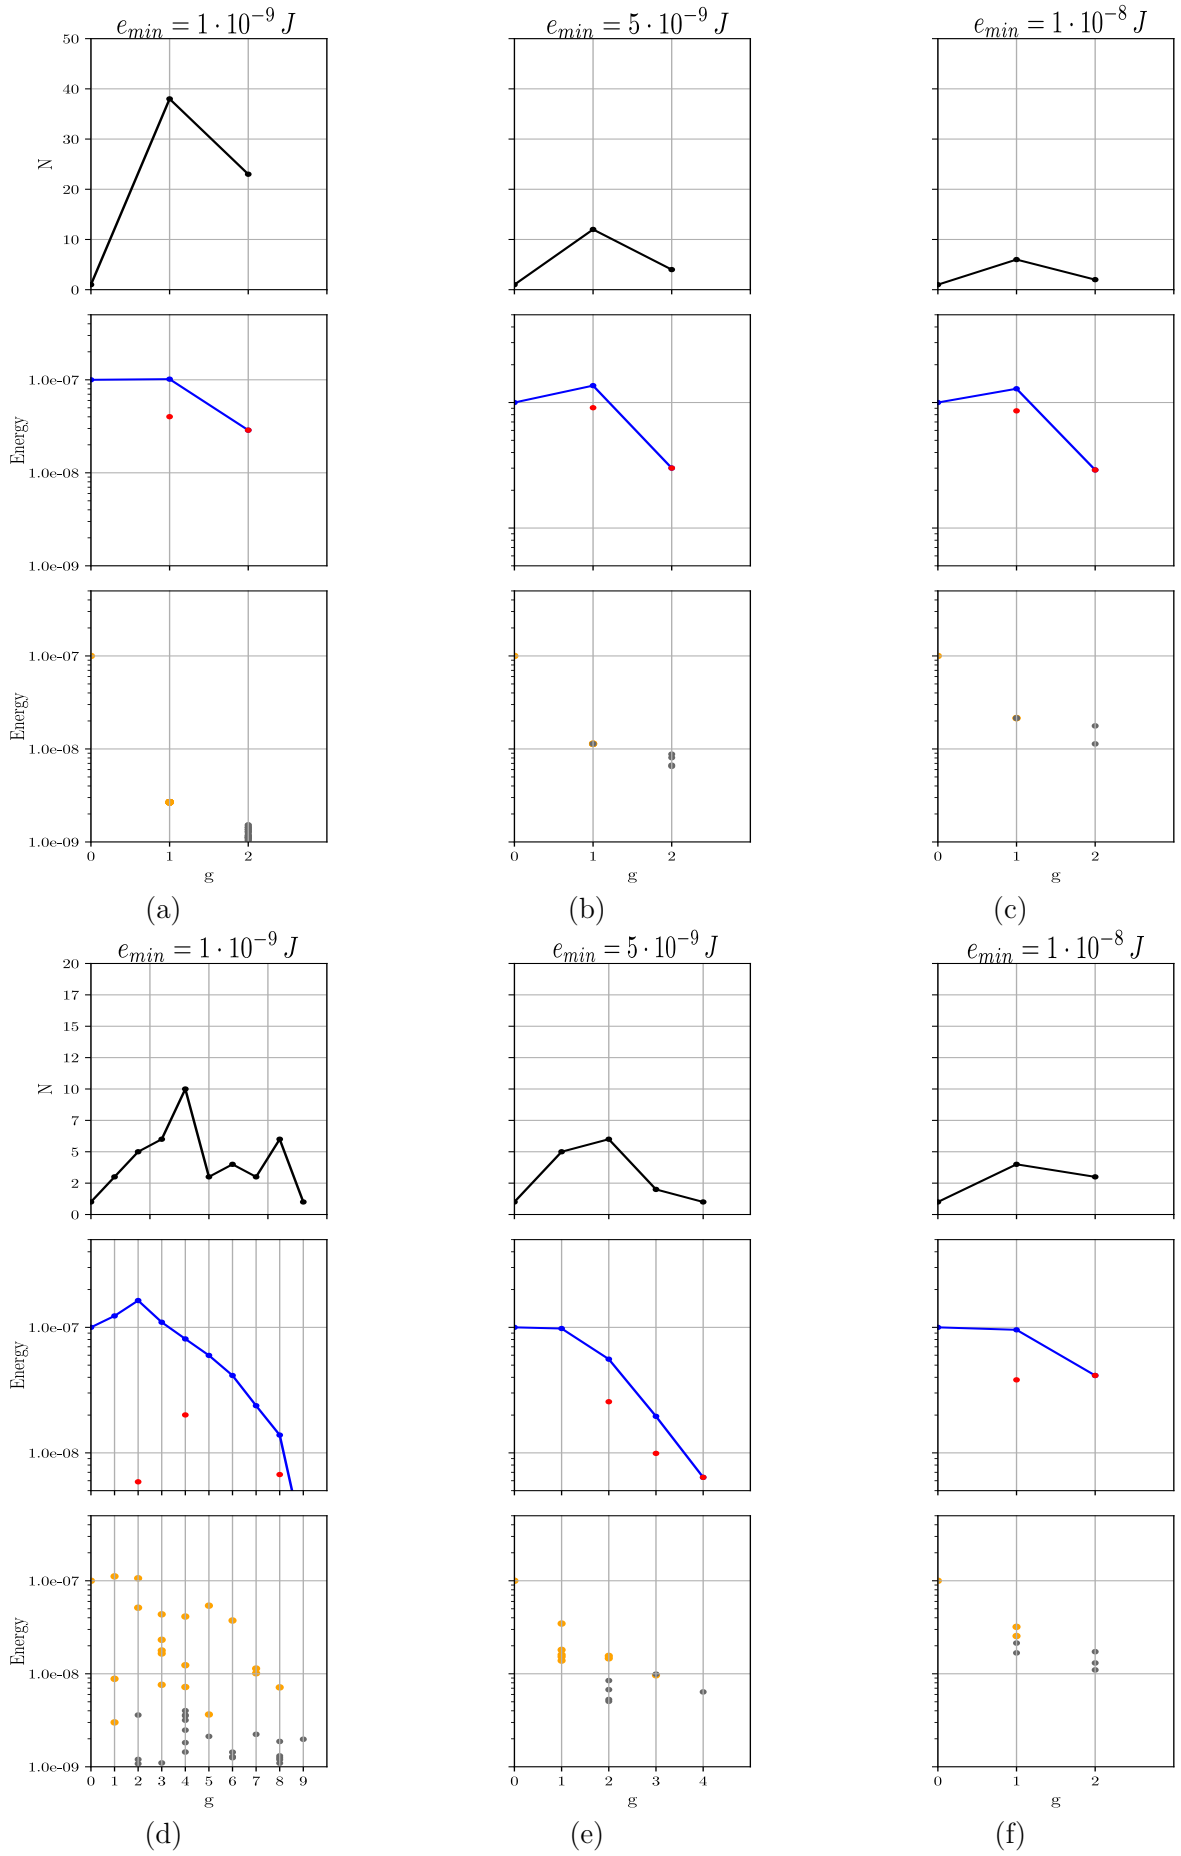 e_min = 1 · 10^-9 J
e_min = 5 · 10^-9 J
e_min = 1 · 10^-8 J
50
40
30
20
10
0
N
1.0e-07
1.0e-08
1.0e-09
Energy
1.0e-07
1.0e-08
1.0e-09
Energy
0 1 2
g
0 1 2
g
0 1 2
g
(a)
(b)
(c)
e_min = 1 · 10^-9 J
e_min = 5 · 10^-9 J
e_min = 1 · 10^-8 J
20
17
15
12
10
7
5
2
0
N
1.0e-07
1.0e-08
Energy
1.0e-07
1.0e-08
1.0e-09
Energy
0 1 2 3 4 5 6 7 8 9
g
0 1 2 3 4
g
0 1 2
g
(d)
(e)
(f)